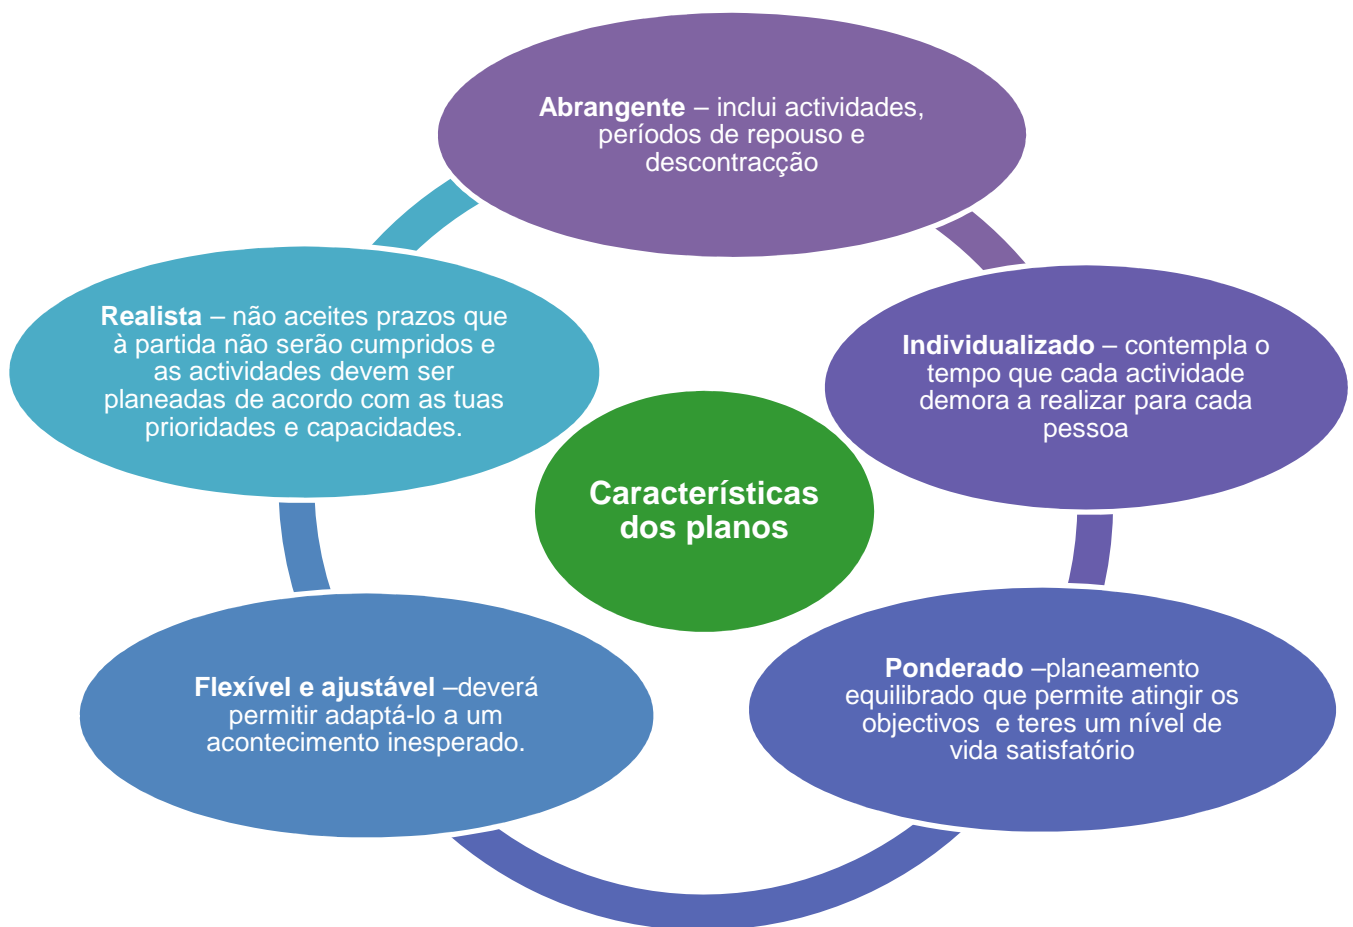 Abrangente – inclui actividades,
períodos de repouso e
descontracção
Individualizado – contempla o
tempo que cada actividade
demora a realizar para cada
pessoa
Ponderado –planeamento
equilibrado que permite atingir os
objectivos  e teres um nível de
vida satisfatório
Flexível e ajustável –deverá
permitir adaptá-lo a um
acontecimento inesperado.
Realista – não aceites prazos que
à partida não serão cumpridos e
as actividades devem ser
planeadas de acordo com as tuas
prioridades e capacidades.
Características
dos planos